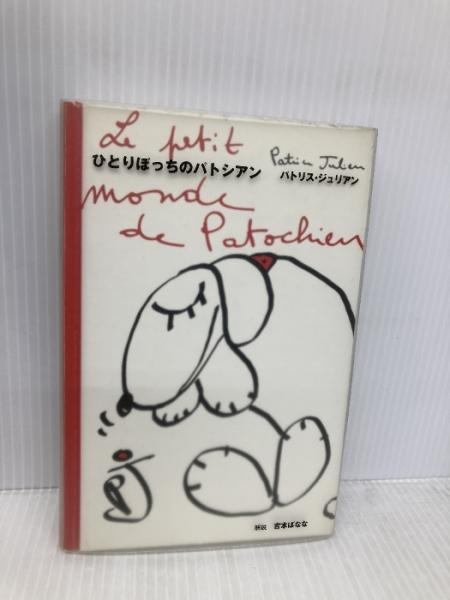 Le petit
Patrice Julien
ひとりぼっちのパトシアン
パトリス・ジュリアン
monde
de Patochien
PJ
解説 吉本ばなな